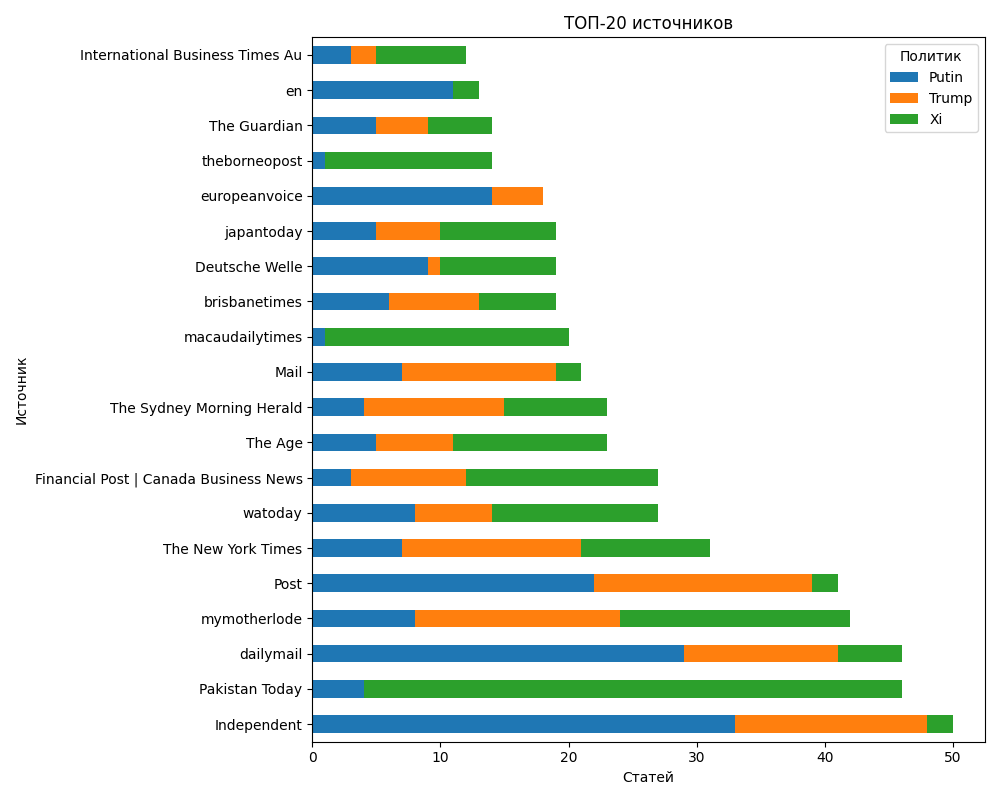 ТОП-20 источников
International Business Times Au
en
The Guardian
theborneopost
europeanvoice
japantoday
Deutsche Welle
brisbanetimes
macaudailytimes
Mail
The Sydney Morning Herald
The Age
Financial Post | Canada Business News
watoday
The New York Times
Post
mymotherlode
dailymail
Pakistan Today
Independent
Источник
0 10 20 30 40 50
Статей
Политик
Putin
Trump
Xi